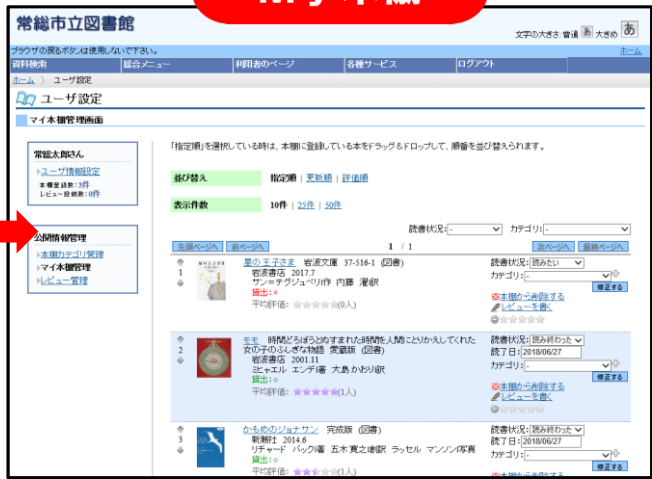 My 本棚
常総市立図書館
文字の大きさ: 普通 あ 大きめ あ
ブラウザの戻るボタンは使用しないで下さい。 ホーム
資料検索 総合メニュー 利用者のページ 各種サービス ログアウト
ホーム 〉 ユーザ設定
ユーザ設定
マイ本棚管理画面
常総太郎さん
›ユーザ情報設定
本棚登録数:3件
レビュー投稿数:0件
公開情報管理
›本棚カテゴリ管理
›マイ本棚管理
›レビュー管理
「指定順」を選択している時は、本棚に登録している本をドラッグ&ドロップして、順番を並び替えられます。
並び替え 指定順 | 更新順 | 評価順
表示件数 10件 | 25件 | 50件
読書状況:- カテゴリ:-
先頭ページへ 前ページへ 1 / 1 次ページへ 最終ページへ
1
星の王子さま 岩波文庫 37-516-1 (図書)
岩波書店 2017.7
サン=テグジュペリ作 内藤 濯訳
貸出:×
平均評価: ☆☆☆☆☆(0人)
読書状況:読みたい
カテゴリ:-
修正する
本棚から削除する
レビューを書く
☆☆☆☆☆
2
モモ 時間どろぼうとぬすまれた時間を人間にとりかえしてくれた
女の子のふしぎな物語 愛蔵版 (図書)
岩波書店 2001.11
ミヒャエル エンデ著 大島 かおり訳
貸出:○
平均評価: ★★★★★(1人)
読書状況:読み終わった
読了日:2018/06/27
カテゴリ:-
修正する
本棚から削除する
レビューを書く
☆☆☆☆☆
3
かもめのジョナサン 完成版 (図書)
新潮社 2014.6
リチャード バック著 五木 寛之創訳 ラッセル マンソン写真
貸出:○
読書状況:読み終わった
読了日:2018/06/27
カテゴリ:-
修正する